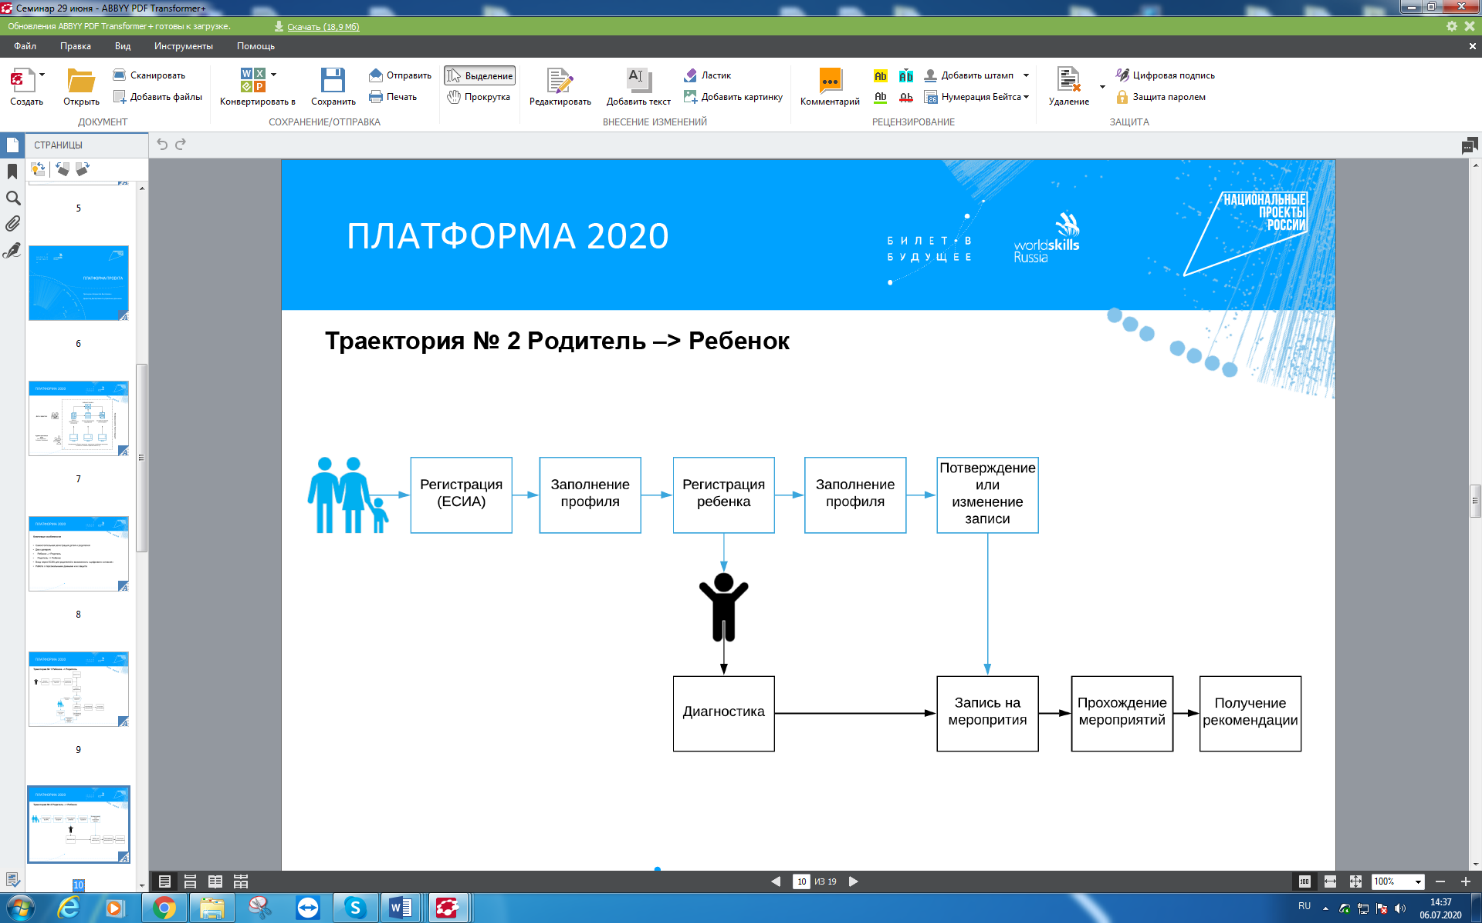 Семинар 29 июня - ABBYY PDF Transformer+
Обновления ABBYY PDF Transformer+ готовы к загрузке.
Скачать (18,9 Мб)
Файл Правка Вид Инструменты Помощь
Создать
Открыть
Сканировать
Добавить файлы
ДОКУМЕНТ
Конвертировать в
Сохранить
Отправить
Печать
СОХРАНЕНИЕ/ОТПРАВКА
Выделение
Прокрутка
Редактировать
Добавить текст
Ластик
Добавить картинку
ВНЕСЕНИЕ ИЗМЕНЕНИЙ
Комментарий
Добавить штамп
Нумерация Бейтса
РЕЦЕНЗИРОВАНИЕ
Удаление
Цифровая подпись
Защита паролем
ЗАЩИТА
СТРАНИЦЫ
5
6
7
8
9
10
ПЛАТФОРМА 2020
БИЛЕТ В
БУДУЩЕЕ
worldskills
Russia
НАЦИОНАЛЬНЫЕ
ПРОЕКТЫ
РОССИИ
Траектория № 2 Родитель –> Ребенок
Регистрация
(ЕСИА)
Заполнение
профиля
Регистрация
ребенка
Заполнение
профиля
Потверждение
или
изменение
записи
Диагностика
Запись на
меропрития
Прохождение
мероприятий
Получение
рекомендации
10 ИЗ 19
100%
RU
14:37
06.07.2020